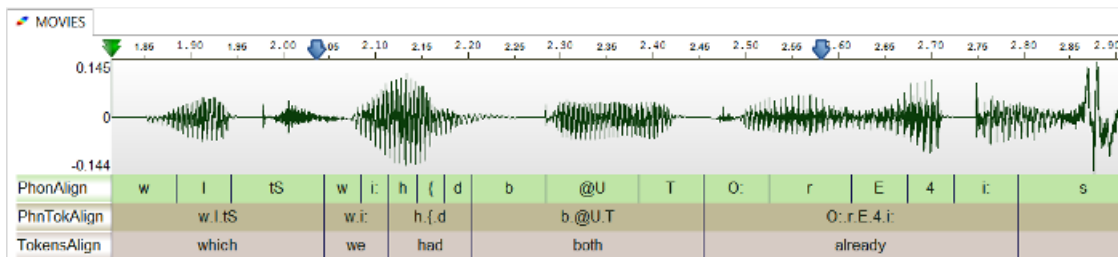 MOVIES
1.85 1.90 1.95 2.00 2.05 2.10 2.15 2.20 2.25 2.30 2.35 2.40 2.45 2.50 2.55 2.60 2.65 2.70 2.75 2.80 2.85 2.90
0.145
0
-0.144
PhonAlign w I tS w i: h { d b @U T O: r E 4 i: s
PhnTokAlign w.I.tS w.i: h.{.d b.@U.T O:.r.E.4.i:
TokensAlign which we had both already